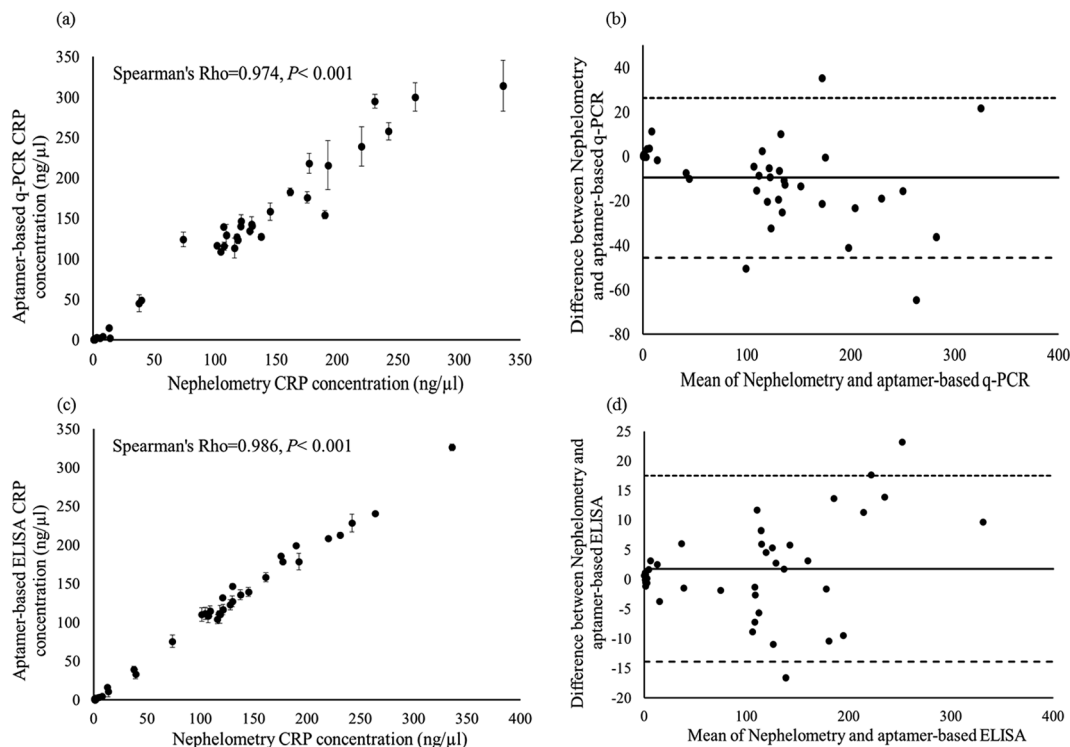 (a)
Spearman's Rho=0.974, P< 0.001
Aptamer-based q-PCR CRP
concentration (ng/µl)
350
300
250
200
150
100
50
0
0 50 100 150 200 250 300 350
Nephelometry CRP concentration (ng/µl)
(b)
Difference between Nephelometry
and aptamer-based q-PCR
40
20
0
-20
-40
-60
-80
0 100 200 300 400
Mean of Nephelometry and aptamer-based q-PCR
(c)
Spearman's Rho=0.986, P< 0.001
Aptamer-based ELISA CRP
concentration (ng/µl)
350
300
250
200
150
100
50
0
0 50 100 150 200 250 300 350 400
Nephelometry CRP concentration (ng/µl)
(d)
Difference between Nephelometry and
aptamer-based ELISA
25
20
15
10
5
0
-5
-10
-15
-20
0 100 200 300 400
Mean of Nephelometry and aptamer-based ELISA